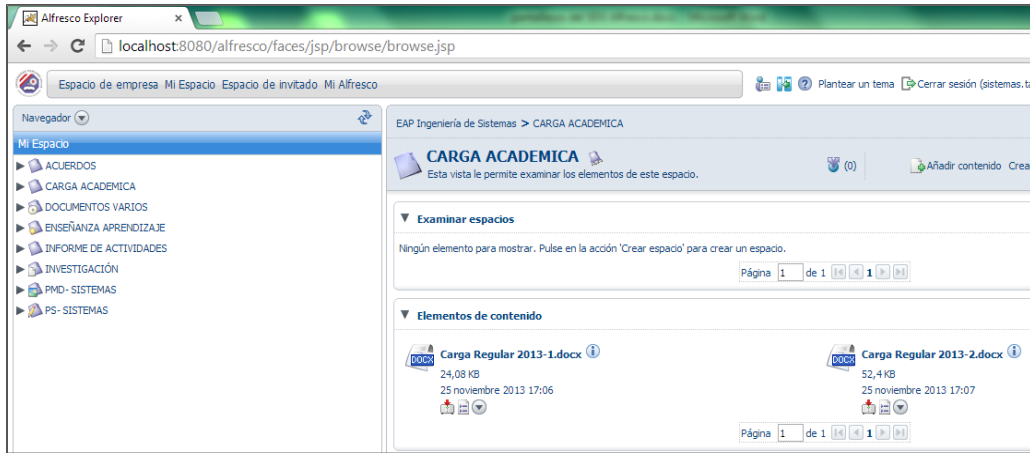 Alfresco Explorer
localhost:8080/alfresco/faces/jsp/browse/browse.jsp
Espacio de empresa Mi Espacio Espacio de invitado Mi Alfresco
Plantear un tema Cerrar sesión (sistemas.ta
Navegador
Mi Espacio
ACUERDOS
CARGA ACADEMICA
DOCUMENTOS VARIOS
ENSEÑANZA APRENDIZAJE
INFORME DE ACTIVIDADES
INVESTIGACIÓN
PMD- SISTEMAS
PS- SISTEMAS
EAP Ingeniería de Sistemas > CARGA ACADEMICA
CARGA ACADEMICA
Esta vista le permite examinar los elementos de este espacio.
(0)
Añadir contenido Crea
Examinar espacios
Ningún elemento para mostrar. Pulse en la acción 'Crear espacio' para crear un espacio.
Página 1 de 1 1
Elementos de contenido
DOCX
Carga Regular 2013-1.docx
24,08 KB
25 noviembre 2013 17:06
DOCX
Carga Regular 2013-2.docx
52,4 KB
25 noviembre 2013 17:07
Página 1 de 1 1